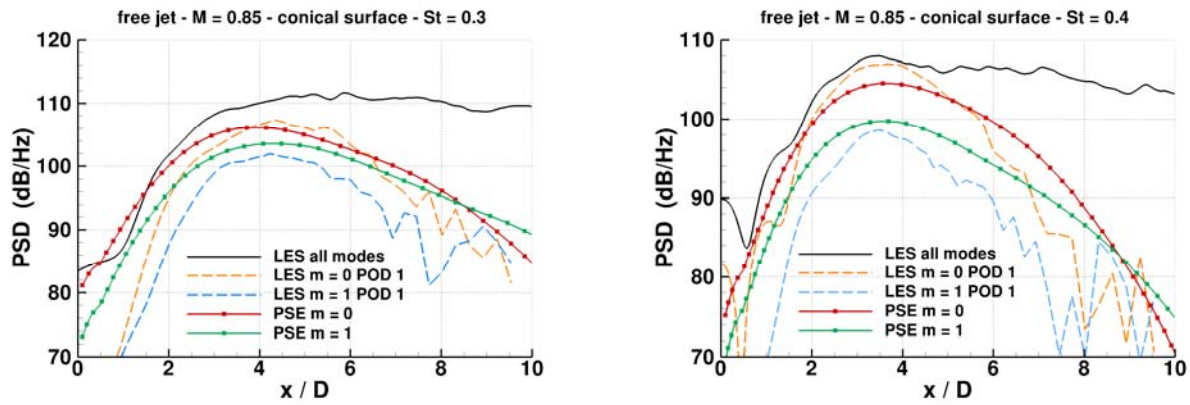 free jet - M = 0.85 - conical surface - St = 0.3
120
110
100
90
80
70
PSD (dB/Hz)
LES all modes
LES m = 0 POD 1
LES m = 1 POD 1
PSE m = 0
PSE m = 1
0 2 4 6 8 10
x / D
free jet - M = 0.85 - conical surface - St = 0.4
110
100
90
80
70
PSD (dB/Hz)
LES all modes
LES m = 0 POD 1
LES m = 1 POD 1
PSE m = 0
PSE m = 1
0 2 4 6 8 10
x / D